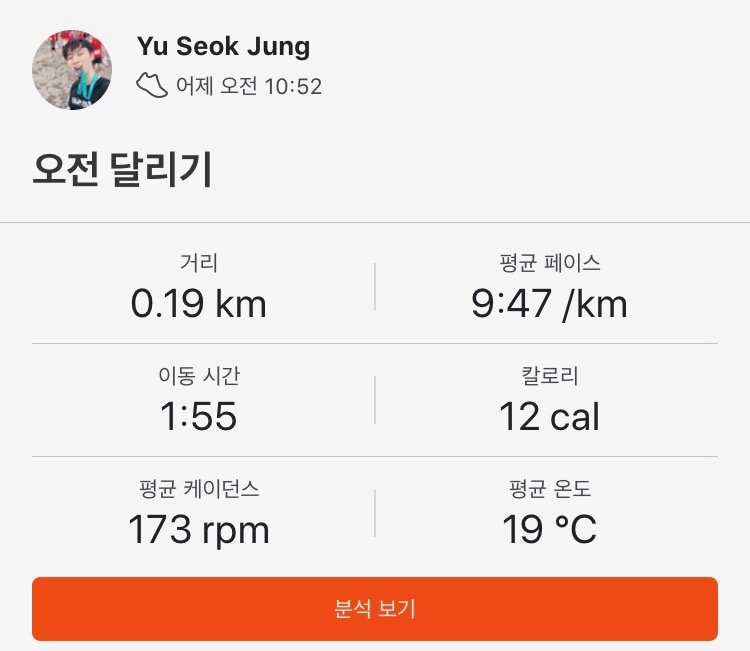 Yu Seok Jung
어제 오전 10:52
오전 달리기
거리
평균 페이스
0.19 km
9:47 /km
이동 시간
칼로리
1:55
12 cal
평균 케이던스
평균 온도
173 rpm
19 °C
분석 보기